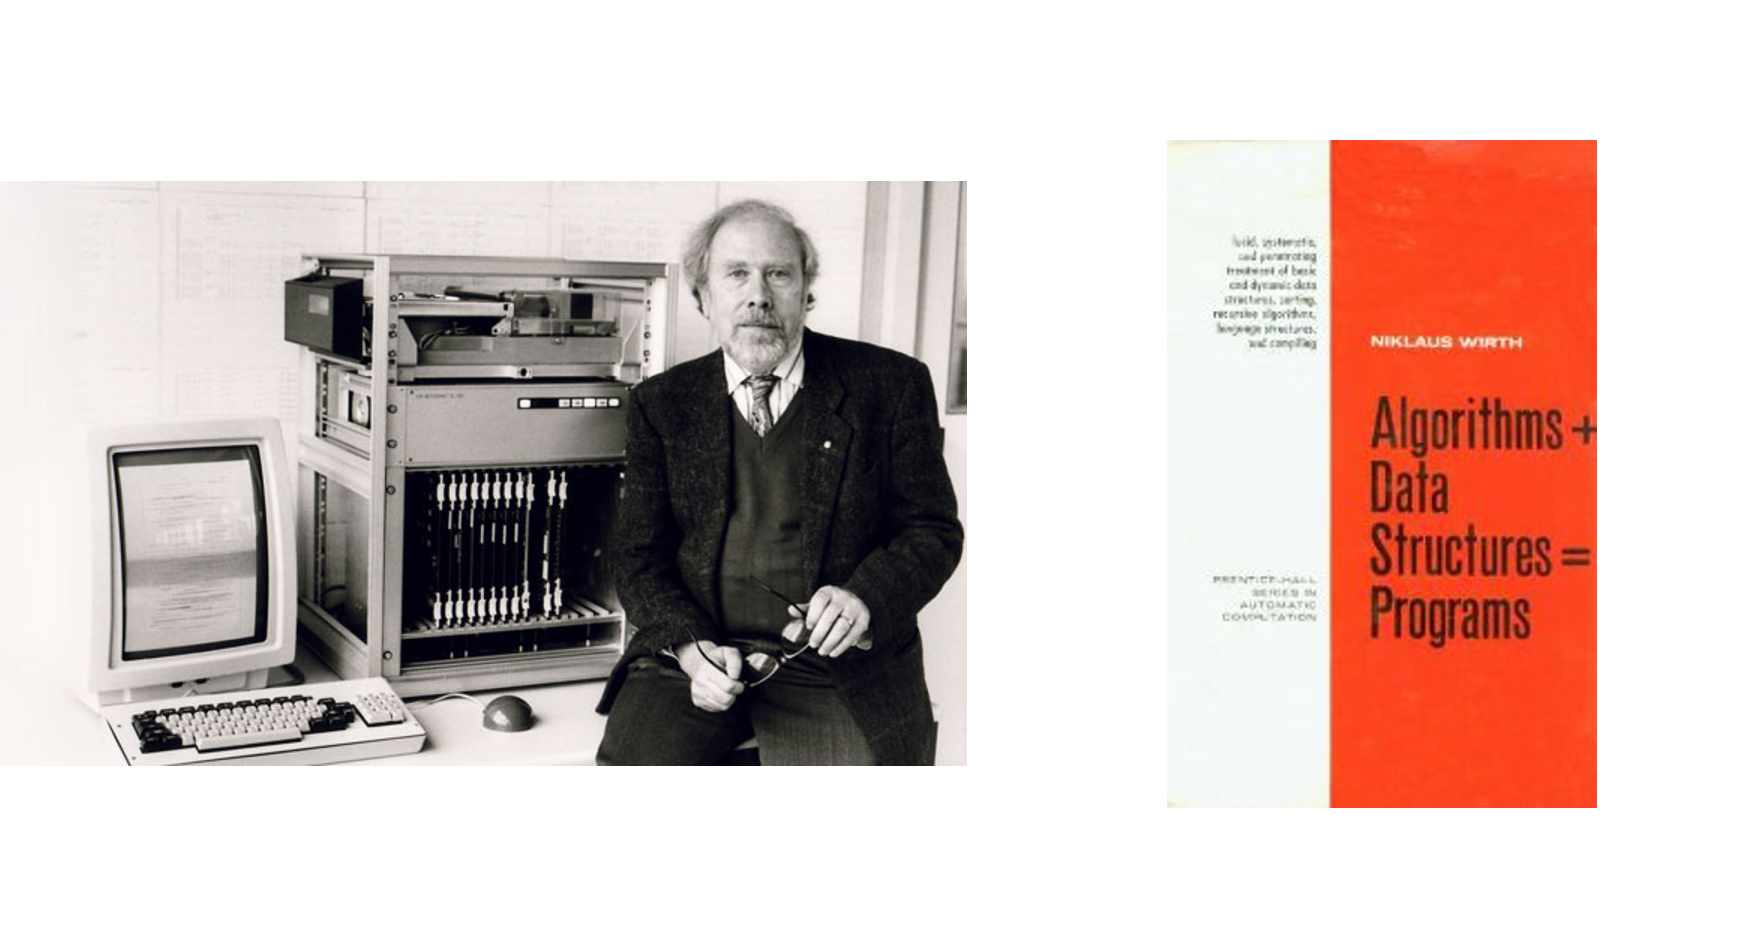 lucid, systematic,
and penetrating
treatment of basic
and dynamic data
structures, sorting,
recursive algorithms,
language structures,
and compiling
PRENTICE-HALL
SERIES IN
AUTOMATIC
COMPUTATION
NIKLAUS WIRTH
Algorithms +
Data
Structures =
Programs